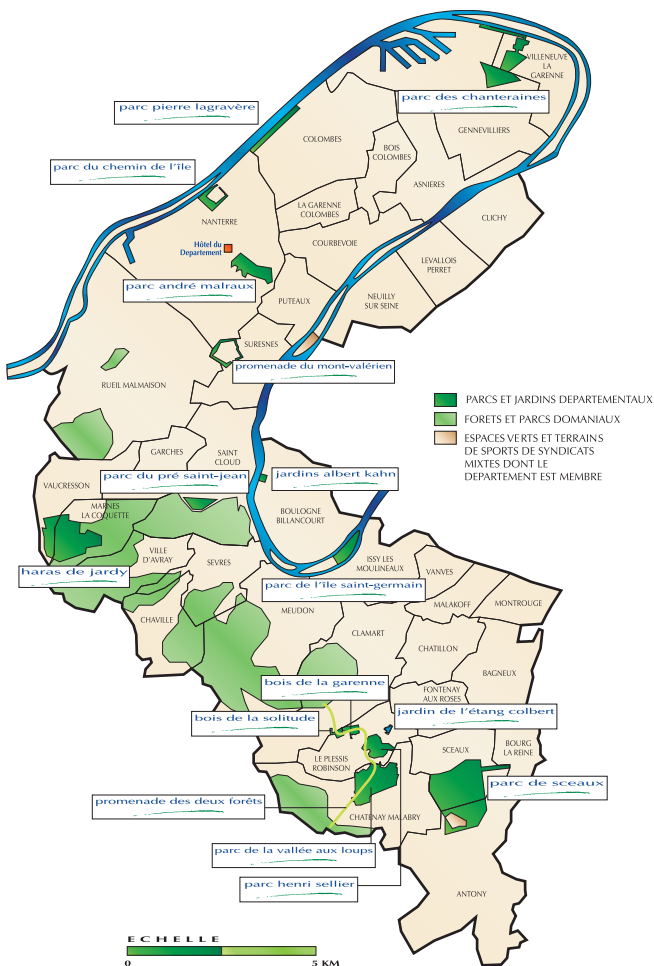 VILLENEUVE
LA
GARENNE
parc des chanteraines
parc pierre lagravère
GENNEVILLIERS
COLOMBES
BOIS
COLOMBES
parc du chemin de l'île
ASNIERES
LA GARENNE
COLOMBES
CLICHY
NANTERRE
COURBEVOIE
Hôtel du
Departement
LEVALLOIS
PERRET
parc andré malraux
PUTEAUX
NEUILLY
SUR SEINE
SURESNES
promenade du mont-valérien
RUEIL MALMAISON
PARCS ET JARDINS DEPARTEMENTAUX
FORETS ET PARCS DOMANIAUX
ESPACES VERTS ET TERRAINS
DE SPORTS DE SYNDICATS
MIXTES DONT LE
DEPARTEMENT EST MEMBRE
GARCHES
SAINT
CLOUD
parc du pré saint-jean
jardins albert kahn
VAUCRESSON
MARNES
LA COQUETTE
BOULOGNE
BILLANCOURT
VILLE
D'AVRAY
SEVRES
ISSY LES
MOULINEAUX
haras de jardy
VANVES
parc de l'île saint-germain
MALAKOFF
MONTROUGE
CHAVILLE
MEUDON
CLAMART
CHATILLON
BAGNEUX
bois de la garenne
FONTENAY
AUX ROSES
bois de la solitude
jardin de l'étang colbert
LE PLESSIS
ROBINSON
SCEAUX
BOURG
LA REINE
parc de sceaux
promenade des deux forêts
CHATENAY MALABRY
parc de la vallée aux loups
parc henri sellier
ANTONY
ECHELLE
0
5 KM